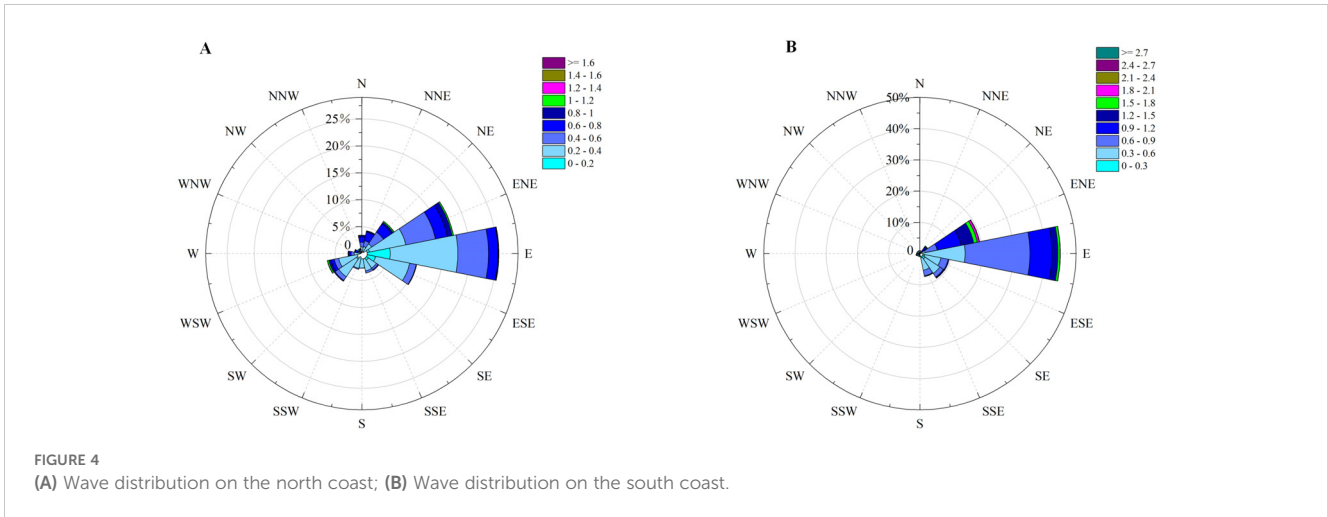 A
N
NNE
NE
ENE
E
ESE
SE
SSE
S
SSW
SW
WSW
W
WNW
NW
NNW
25%
20%
15%
10%
5%
0
>= 1.6
1.4 - 1.6
1.2 - 1.4
1 - 1.2
0.8 - 1
0.6 - 0.8
0.4 - 0.6
0.2 - 0.4
0 - 0.2
B
N
NNE
NE
ENE
E
ESE
SE
SSE
S
SSW
SW
WSW
W
WNW
NW
NNW
50%
40%
30%
20%
10%
0
>= 2.7
2.4 - 2.7
2.1 - 2.4
1.8 - 2.1
1.5 - 1.8
1.2 - 1.5
0.9 - 1.2
0.6 - 0.9
0.3 - 0.6
0 - 0.3
FIGURE 4
(A) Wave distribution on the north coast; (B) Wave distribution on the south coast.